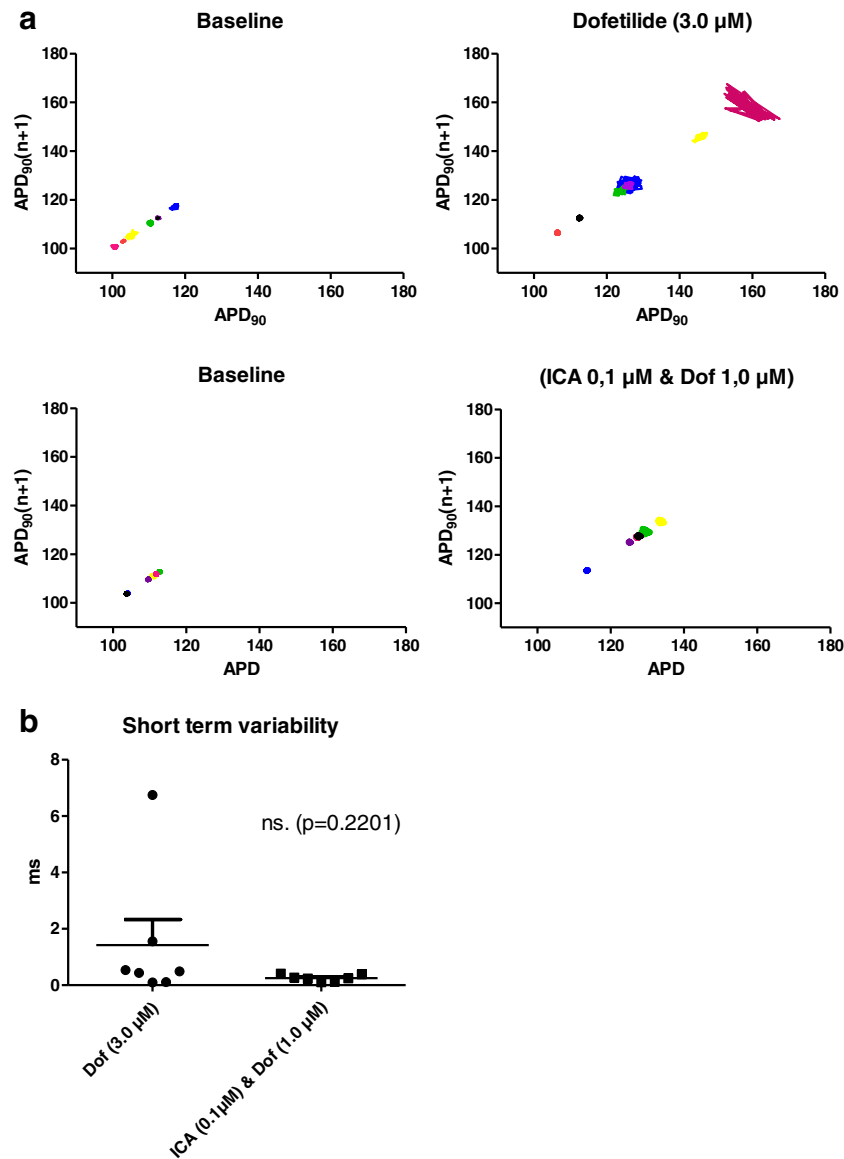 a
Baseline
APD90(n+1)
180
160
140
120
100
100 120 140 160 180
APD90
Dofetilide (3.0 µM)
APD90(n+1)
180
160
140
120
100
100 120 140 160 180
APD90
Baseline
APD90(n+1)
180
160
140
120
100
100 120 140 160 180
APD
(ICA 0,1 µM & Dof 1,0 µM)
APD90(n+1)
180
160
140
120
100
100 120 140 160 180
APD
b
Short term variability
ms
8
6
4
2
0
ns. (p=0.2201)
Dof (3.0 µM)
ICA (0.1µM) & Dof (1.0 µM)